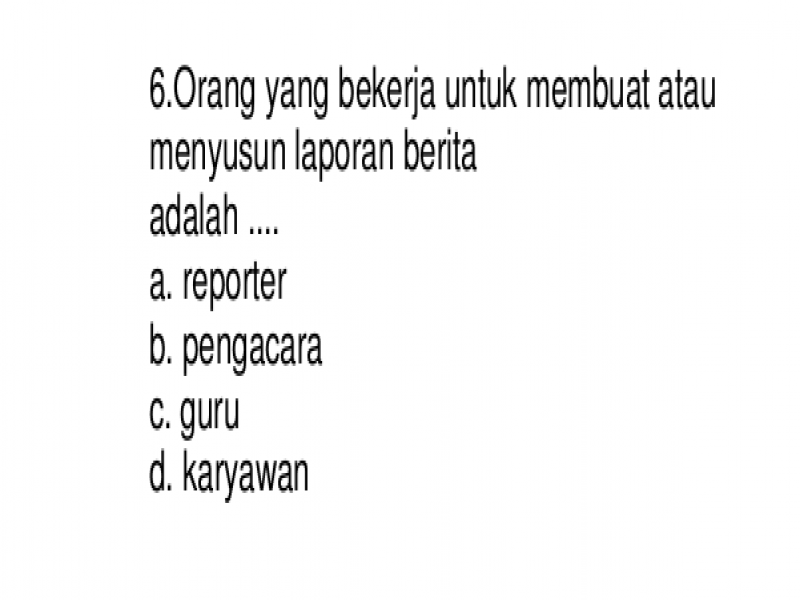 6.Orang yang bekerja untuk membuat atau
menyusun laporan berita
adalah ....
a. reporter
b. pengacara
c. guru
d. karyawan